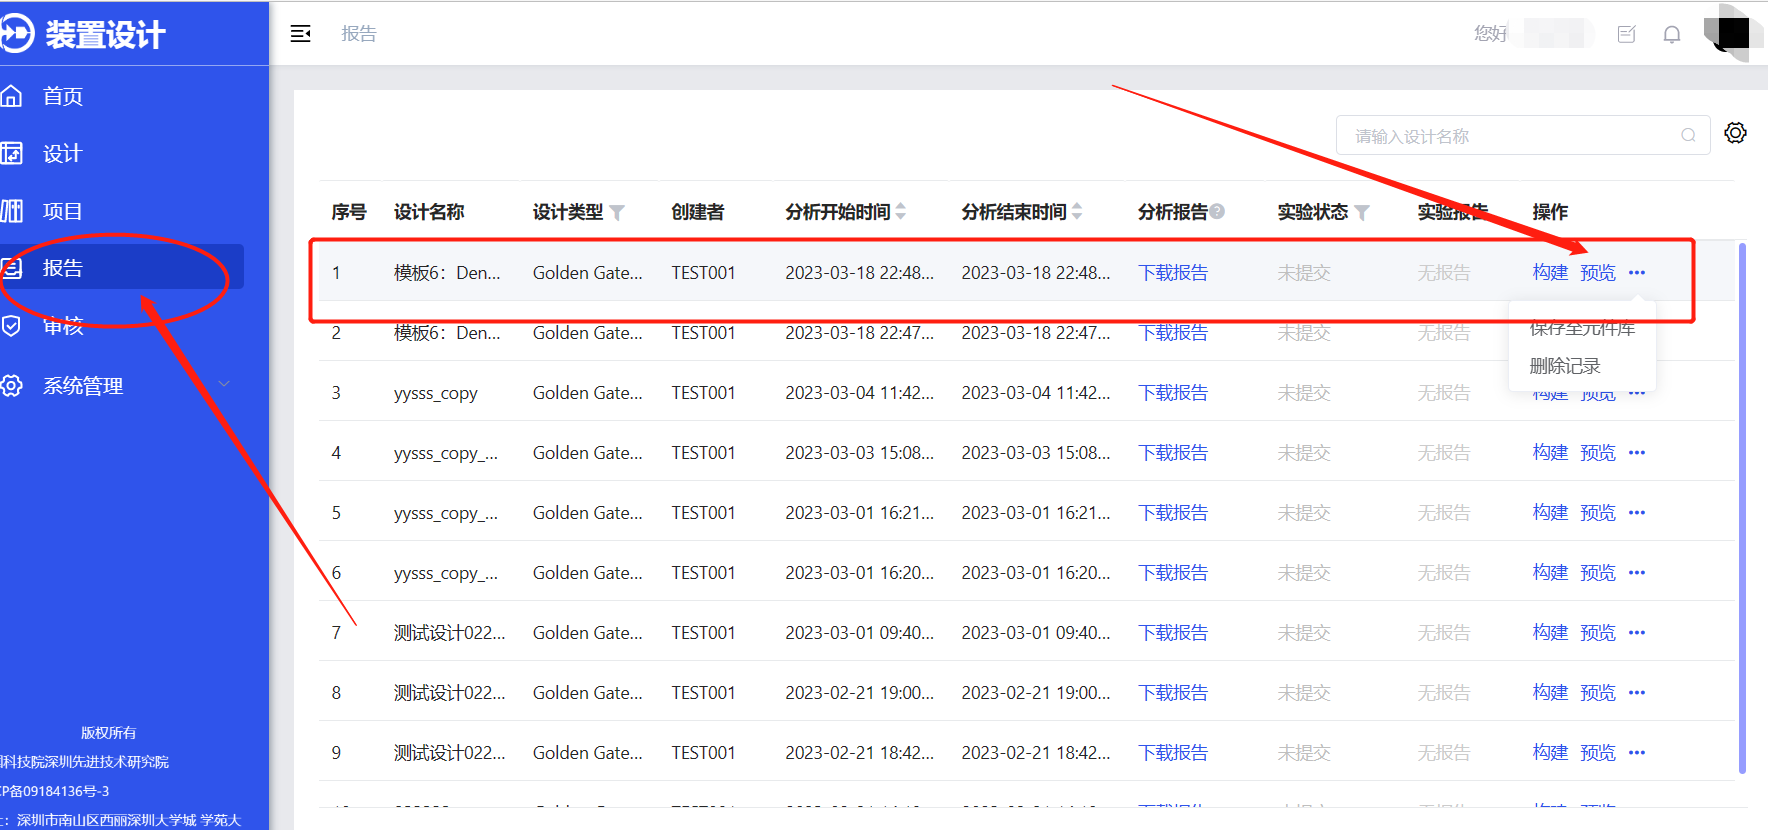 装置设计
报告
您好
首页
设计
项目
报告
审核
系统管理
版权所有
科技院深圳先进技术研究院
P备09184136号-3
：深圳市南山区西丽深圳大学城 学苑大
请输入设计名称
序号 设计名称 设计类型 创建者 分析开始时间 分析结束时间 分析报告 实验状态 实验报告 操作
1 模板6：Den... Golden Gate... TEST001 2023-03-18 22:48... 2023-03-18 22:48... 下载报告 未提交 无报告 构建 预览 •••
2 模板6：Den... Golden Gate... TEST001 2023-03-18 22:47... 2023-03-18 22:47... 下载报告 未提交 无报告
保存至元件库
删除记录
3 yysss_copy Golden Gate... TEST001 2023-03-04 11:42... 2023-03-04 11:42... 下载报告 未提交 无报告 构建 预览 •••
4 yysss_copy_... Golden Gate... TEST001 2023-03-03 15:08... 2023-03-03 15:08... 下载报告 未提交 无报告 构建 预览 •••
5 yysss_copy_... Golden Gate... TEST001 2023-03-01 16:21... 2023-03-01 16:21... 下载报告 未提交 无报告 构建 预览 •••
6 yysss_copy_... Golden Gate... TEST001 2023-03-01 16:20... 2023-03-01 16:20... 下载报告 未提交 无报告 构建 预览 •••
7 测试设计022... Golden Gate... TEST001 2023-03-01 09:40... 2023-03-01 09:40... 下载报告 未提交 无报告 构建 预览 •••
8 测试设计022... Golden Gate... TEST001 2023-02-21 19:00... 2023-02-21 19:00... 下载报告 未提交 无报告 构建 预览 •••
9 测试设计022... Golden Gate... TEST001 2023-02-21 18:42... 2023-02-21 18:42... 下载报告 未提交 无报告 构建 预览 •••